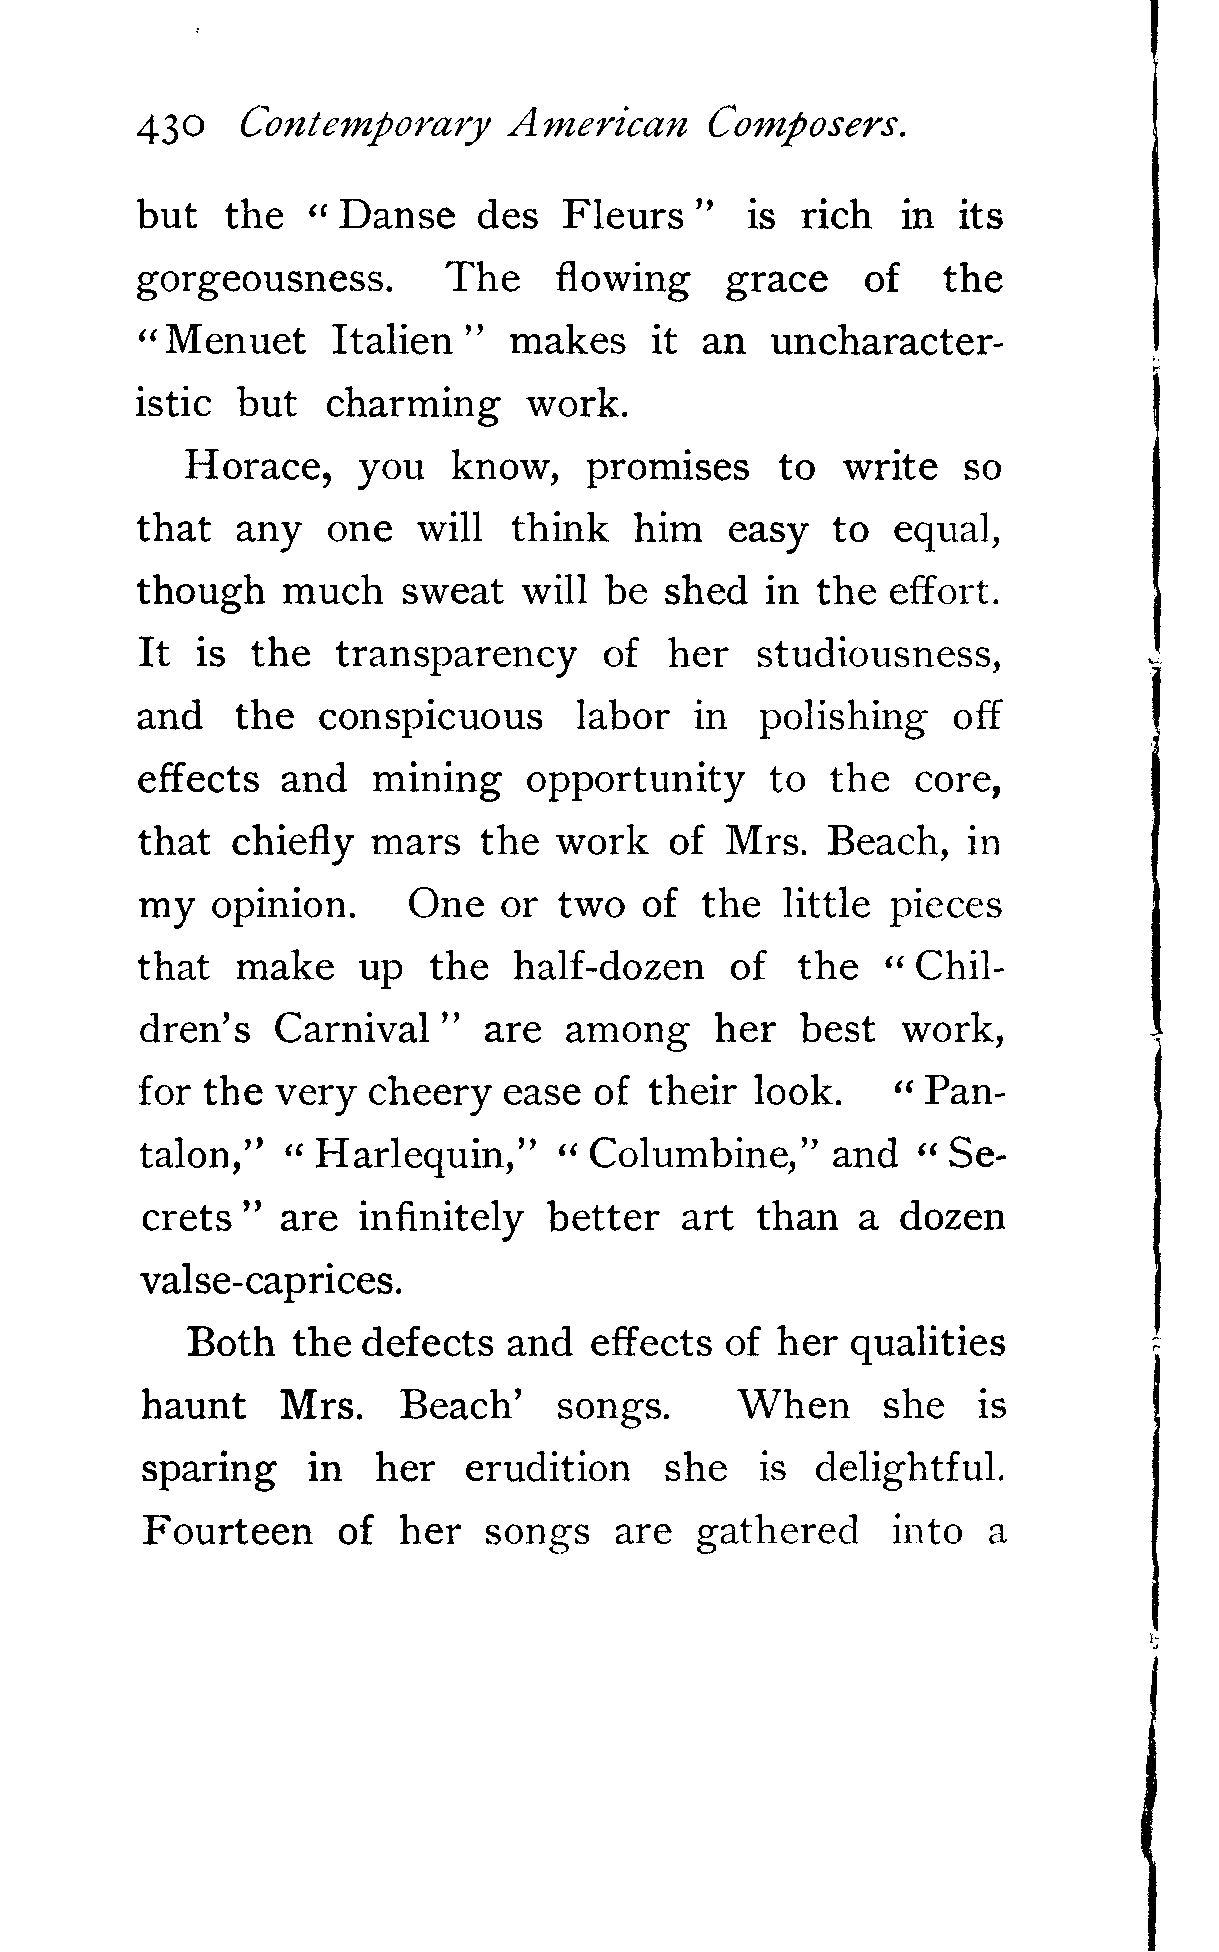 430 Contemporary American Composers.
but the “ Danse des Fleurs ” is rich in its
gorgeousness. The flowing grace of the
“ Menuet Italien ” makes it an uncharacter-
istic but charming work.
Horace, you know, promises to write so
that any one will think him easy to equal,
though much sweat will be shed in the effort.
It is the transparency of her studiousness,
and the conspicuous labor in polishing off
effects and mining opportunity to the core,
that chiefly mars the work of Mrs. Beach, in
my opinion. One or two of the little pieces
that make up the half-dozen of the “ Chil-
dren’s Carnival ” are among her best work,
for the very cheery ease of their look. “ Pan-
talon,” “ Harlequin,” “ Columbine,” and “ Se-
crets ” are infinitely better art than a dozen
valse-caprices.
Both the defects and effects of her qualities
haunt Mrs. Beach’ songs. When she is
sparing in her erudition she is delightful.
Fourteen of her songs are gathered into a